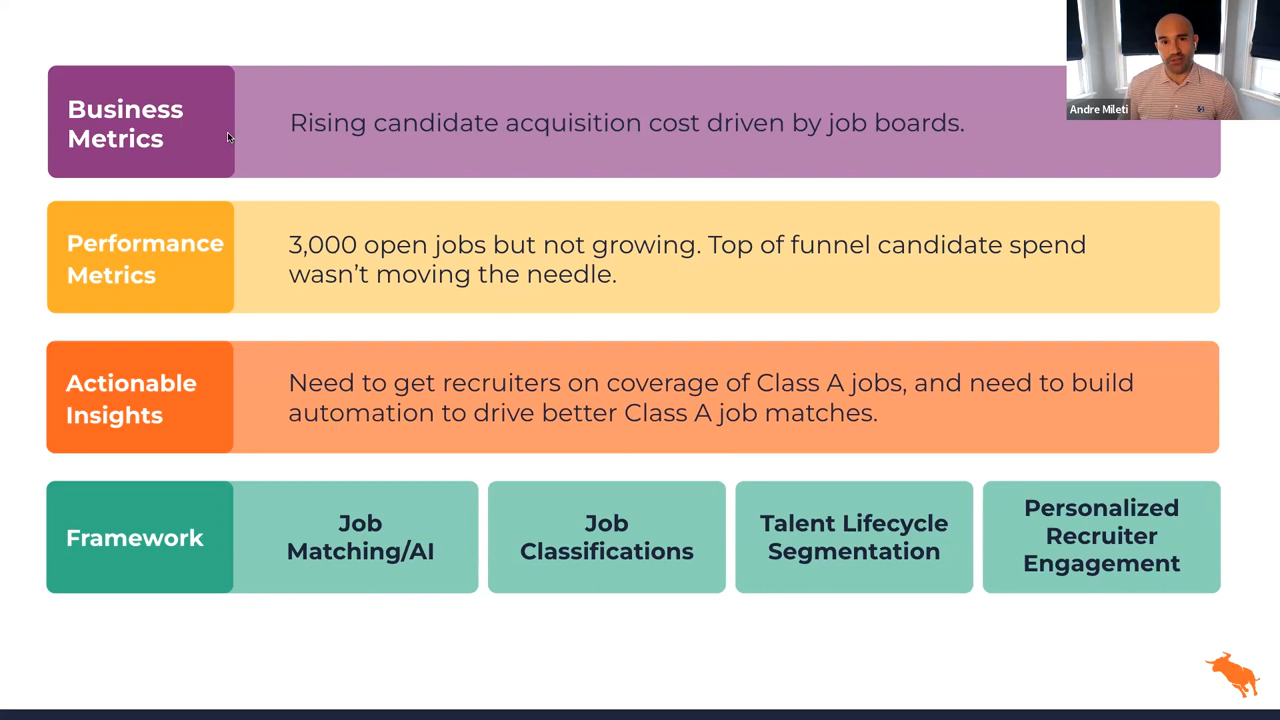 Business
Metrics
Rising candidate acquisition cost driven by job boards.
Andre Mileti
Performance
Metrics
3,000 open jobs but not growing. Top of funnel candidate spend
wasn’t moving the needle.
Actionable
Insights
Need to get recruiters on coverage of Class A jobs, and need to build
automation to drive better Class A job matches.
Framework
Job
Matching/AI
Job
Classifications
Talent Lifecycle
Segmentation
Personalized
Recruiter
Engagement